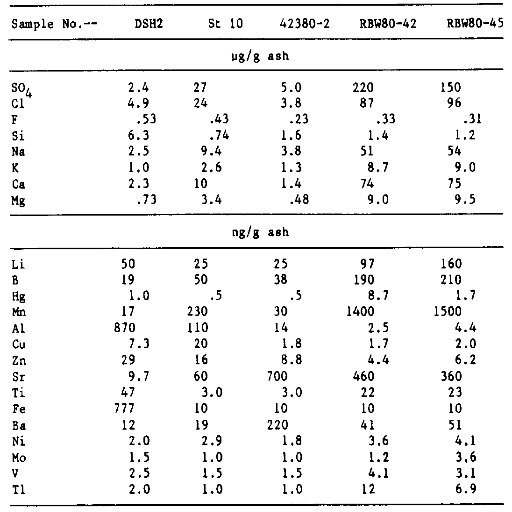 Sample No.-- DSH2 St 10 42380-2 RBW80-42 RBW80-45
µg/g ash
SO4 2.4 27 5.0 220 150
Cl 4.9 24 3.8 87 96
F .53 .43 .23 .33 .31
Si 6.3 .74 1.6 1.4 1.2
Na 2.5 9.4 3.8 51 54
K 1.0 2.6 1.3 8.7 9.0
Ca 2.3 10 1.4 74 75
Mg .73 3.4 .48 9.0 9.5
ng/g ash
Li 50 25 25 97 160
B 19 50 38 190 210
Hg 1.0 .5 .5 8.7 1.7
Mn 17 230 30 1400 1500
Al 870 110 14 2.5 4.4
Cu 7.3 20 1.8 1.7 2.0
Zn 29 16 8.8 4.4 6.2
Sr 9.7 60 700 460 360
Ti 47 3.0 3.0 22 23
Fe 777 10 10 10 10
Ba 12 19 220 41 51
Ni 2.0 2.9 1.8 3.6 4.1
Mo 1.5 1.0 1.0 1.2 3.6
V 2.5 1.5 1.5 4.1 3.1
Tl 2.0 1.0 1.0 12 6.9